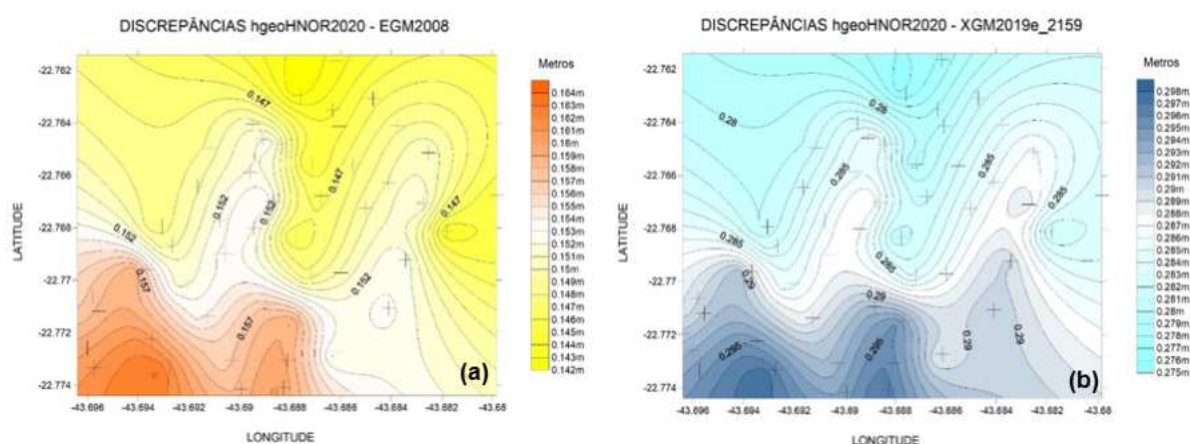 DISCREPÂNCIAS hgeoHNOR2020 - EGM2008
Metros
0.164m
0.163m
0.162m
0.161m
0.16m
0.159m
0.158m
0.157m
0.156m
0.155m
0.154m
0.153m
0.152m
0.151m
0.15m
0.149m
0.148m
0.147m
0.146m
0.145m
0.144m
0.143m
0.142m
LATITUDE
-22.762
-22.764
-22.766
-22.768
-22.77
-22.772
-22.774
0.147
0.147
0.147
0.152
0.152
0.152
0.152
0.157
0.157
(a)
-43.696 -43.694 -43.692 -43.69 -43.688 -43.686 -43.684 -43.682 -43.68
LONGITUDE
DISCREPÂNCIAS hgeoHNOR2020 - XGM2019e_2159
Metros
0.298m
0.297m
0.296m
0.295m
0.294m
0.293m
0.292m
0.291m
0.29m
0.289m
0.288m
0.287m
0.286m
0.285m
0.284m
0.283m
0.282m
0.281m
0.28m
0.279m
0.278m
0.277m
0.276m
0.275m
LATITUDE
-22.762
-22.764
-22.766
-22.768
-22.77
-22.772
-22.774
0.28
0.28
0.285
0.285
0.285
0.285
0.29
0.29
0.29
0.295
0.295
(b)
-43.696 -43.694 -43.692 -43.69 -43.688 -43.686 -43.684 -43.682 -43.68
LONGITUDE